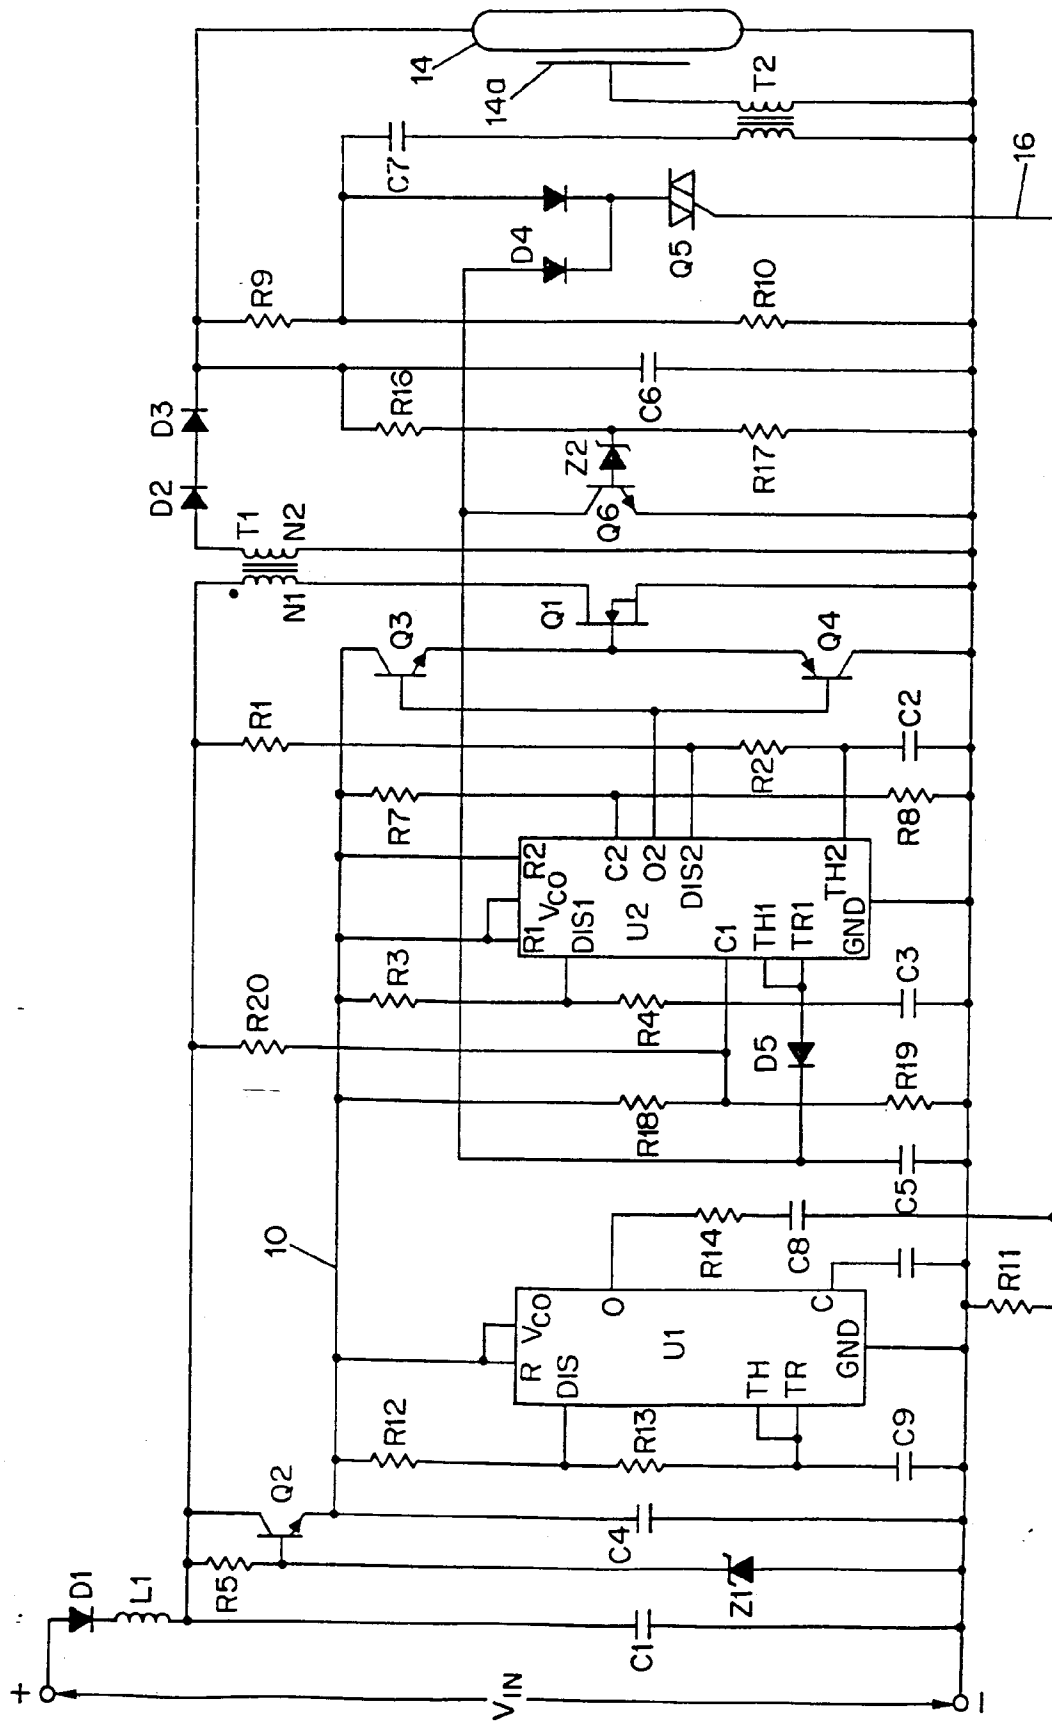 +
VIN
–
D1
L1
C1
R5
Q2
Z1
C4
R12
R13
C9
10
R
VCO
DIS
U1
TH
TR
GND
O
C
R14
C8
R11
C5
R18
R19
R20
D5
R3
R4
C3
R1
VCO
R2
DIS1
U2
C1
TH1
TR1
GND
C2
O2
DIS2
TH2
R7
R8
R1
R2
C2
Q3
Q4
Q1
T1
N1
N2
D2
D3
Q6
Z2
R16
R17
C6
R9
R10
D4
Q5
C7
T2
14
14a
16